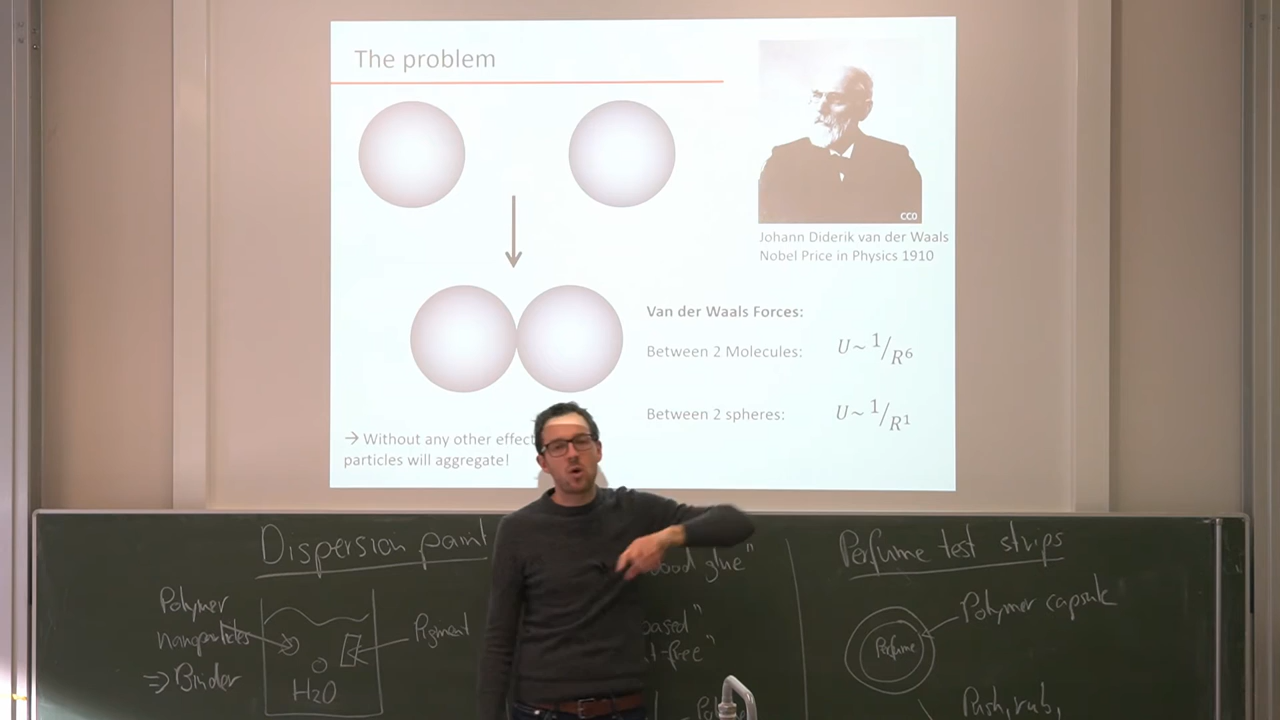 The problem
CC0
Johann Diderik van der Waals
Nobel Price in Physics 1910
Van der Waals Forces:
Between 2 Molecules: U~ 1/R⁶
Between 2 spheres: U~ 1/R¹
→ Without any other effect
particles will aggregate!
Dispersion paint
Polymer
nanoparticles
⇒ Binder
Pigment
H₂O
glue"
"
-free"
Perfume test strips
Polymer capsule
Perfume
Push, rub,